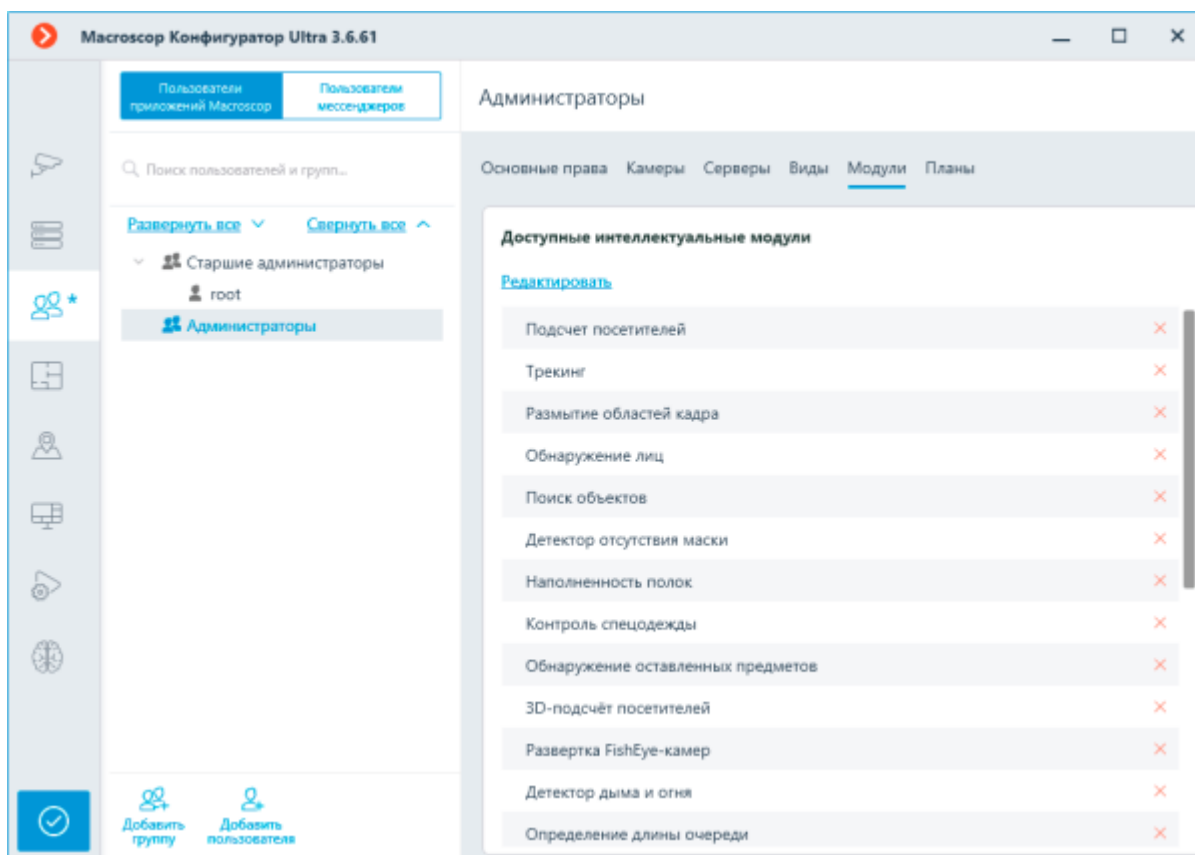 Macroscop Конфигуратор Ultra 3.6.61
Пользователи
приложений Macroscop
Пользователи
мессенджеров
Администраторы
Поиск пользователей и групп...
Основные права Камеры Серверы Виды Модули Планы
Развернуть все Свернуть все
Старшие администраторы
root
Администраторы
Доступные интеллектуальные модули
Редактировать
Подсчет посетителей
Трекинг
Размытие областей кадра
Обнаружение лиц
Поиск объектов
Детектор отсутствия маски
Наполненность полок
Контроль спецодежды
Обнаружение оставленных предметов
3D-подсчёт посетителей
Развертка FishEye-камер
Детектор дыма и огня
Определение длины очереди
Добавить
группу
Добавить
пользователя